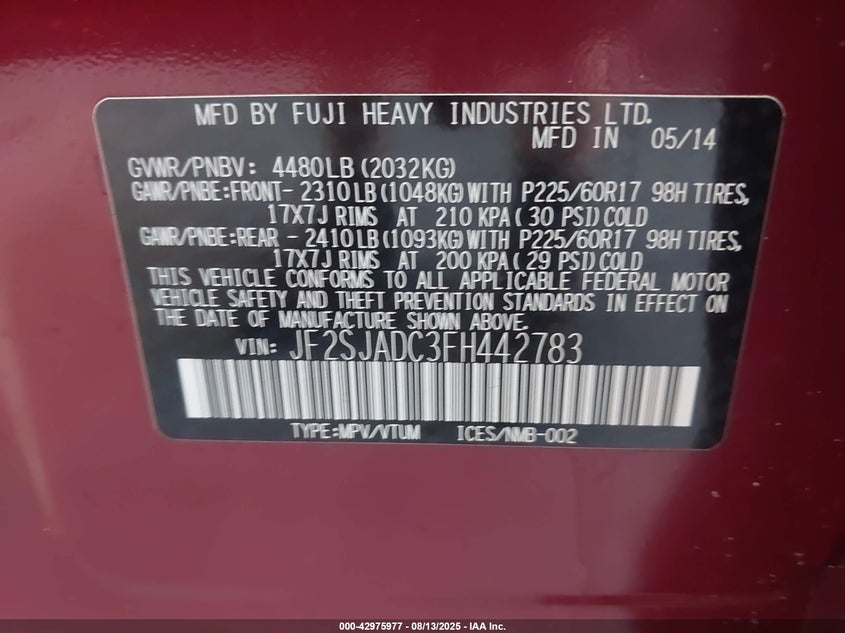 MFD BY FUJI HEAVY INDUSTRIES LTD.
MFD IN 05/14
GVWR/PNBV: 4480LB (2032KG)
GAWR/PNBE:FRONT- 2310LB (1048KG) WITH P225/60R17 98H TIRES,
17X7J RIMS AT 210 KPA ( 30 PSI) COLD
GAWR/PNBE:REAR - 2410LB (1093KG) WITH P225/60R17 98H TIRES,
17X7J RIMS AT 200 KPA ( 29 PSI) COLD
THIS VEHICLE CONFORMS TO ALL APPLICABLE FEDERAL MOTOR
VEHICLE SAFETY AND THEFT PREVENTION STANDARDS IN EFFECT ON
THE DATE OF MANUFACTURE SHOWN ABOVE.
VIN: JF2SJADC3FH442783
TYPE:MPV/VTUM ICES/NMB-002
000-42975977 - 08/13/2025 - IAA Inc.